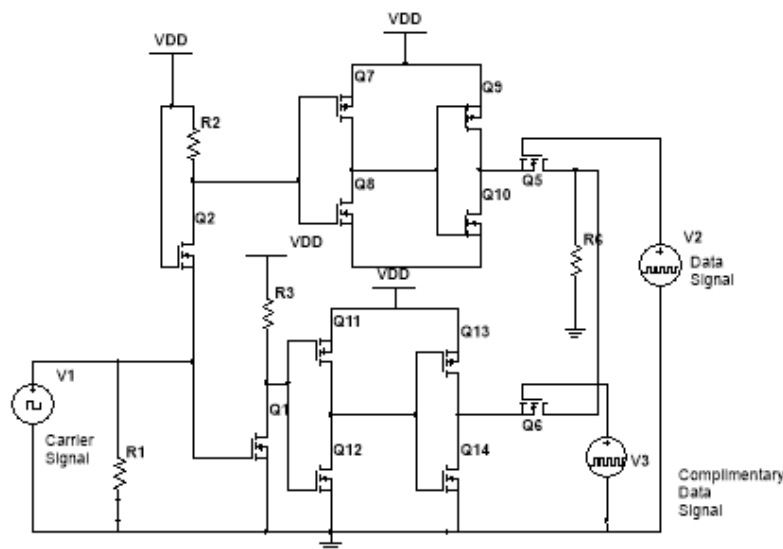 VDD
VDD
Q7
Q9
R2
Q8
Q5
Q10
Q2
R6
V2
Data
Signal
VDD
VDD
R3
Q11
Q13
V1
Carrier
Signal
R1
Q1
Q12
Q14
Q6
V3
Complimentary
Data
Signal